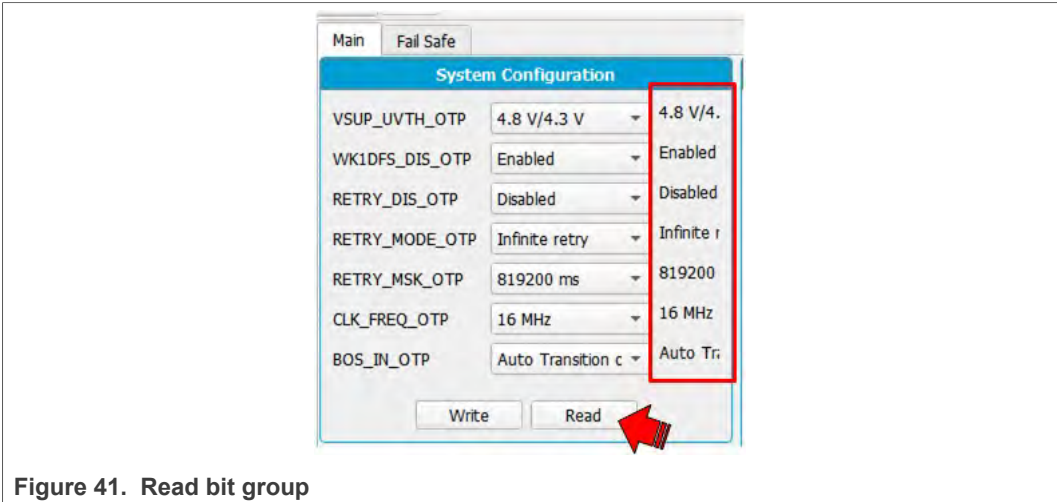 Main Fail Safe
System Configuration
VSUP_UVTH_OTP 4.8 V/4.3 V 4.8 V/4.
WK1DFS_DIS_OTP Enabled Enabled
RETRY_DIS_OTP Disabled Disabled
RETRY_MODE_OTP Infinite retry Infinite r
RETRY_MSK_OTP 819200 ms 819200
CLK_FREQ_OTP 16 MHz 16 MHz
BOS_IN_OTP Auto Transition c Auto Tra
Write Read
Figure 41. Read bit group